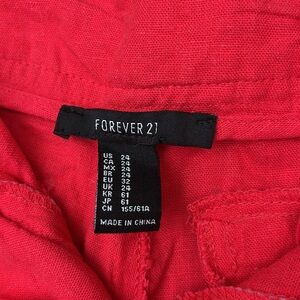 FOREVER 21
US 24
CA 24
MX 24
BR 24
EU 32
UK 24
KR 61
JP 61
CN 155/61A
MADE IN CHINA